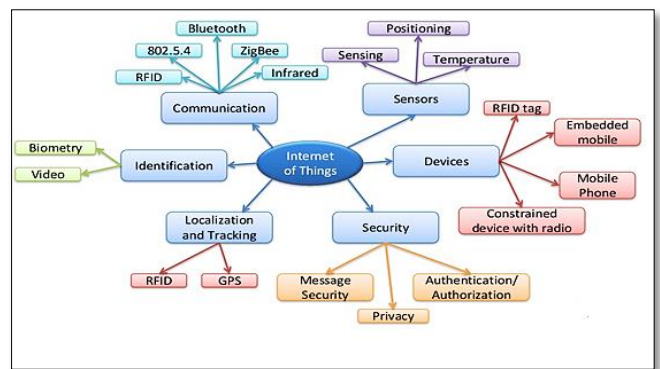 Bluetooth
802.5.4
ZigBee
RFID
Infrared
Communication
Positioning
Sensing
Temperature
Sensors
RFID tag
Embedded
mobile
Devices
Mobile
Phone
Constrained
device with radio
Internet
of Things
Biometry
Video
Identification
Localization
and Tracking
RFID
GPS
Security
Message
Security
Authentication/
Authorization
Privacy